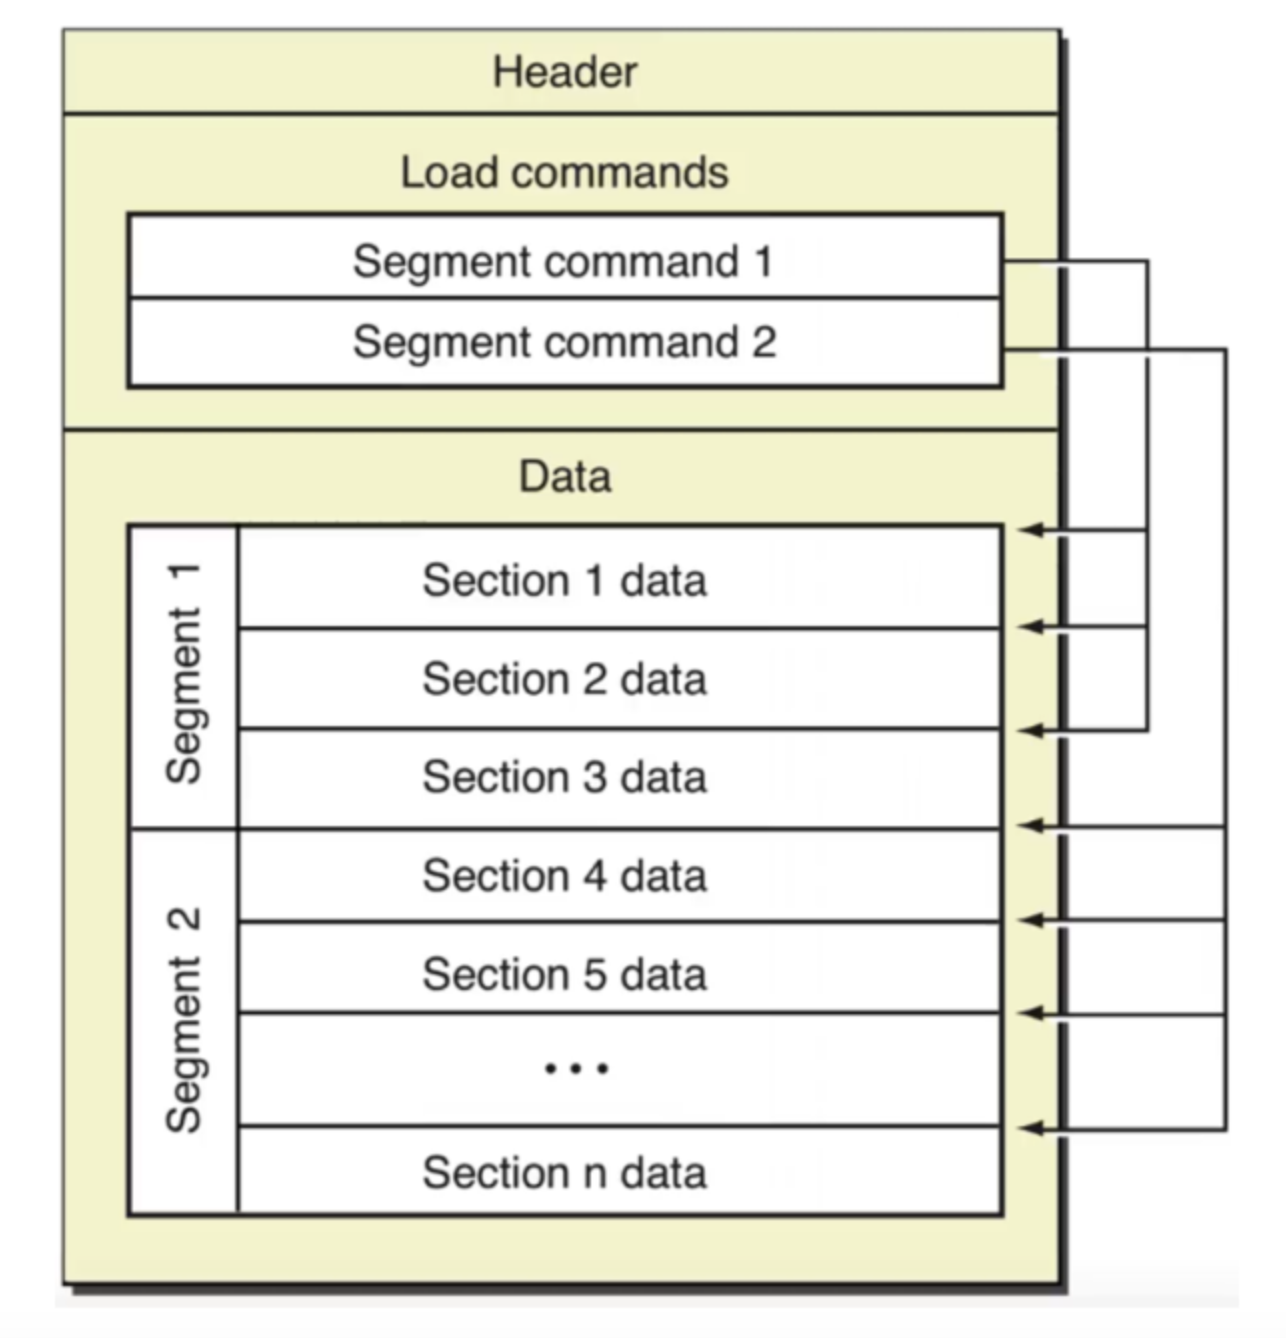 Header
Load commands
Segment command 1
Segment command 2
Data
Segment 1
Section 1 data
Section 2 data
Section 3 data
Segment 2
Section 4 data
Section 5 data
...
Section n data